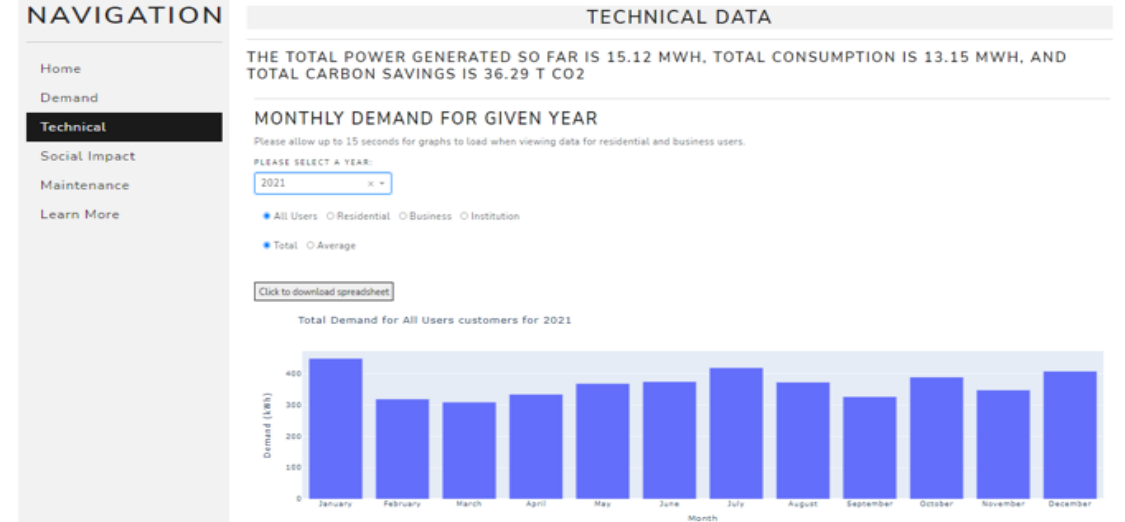 NAVIGATION
Home
Demand
Technical
Social Impact
Maintenance
Learn More
TECHNICAL DATA
THE TOTAL POWER GENERATED SO FAR IS 15.12 MWH, TOTAL CONSUMPTION IS 13.15 MWH, AND
TOTAL CARBON SAVINGS IS 36.29 T CO2
MONTHLY DEMAND FOR GIVEN YEAR
Please allow up to 15 seconds for graphs to load when viewing data for residential and business users.
PLEASE SELECT A YEAR:
2021 ×
All Users Residential Business Institution
Total Average
Click to download spreadsheet
Total Demand for All Users customers for 2021
Demand (kWh)
400
300
200
100
0
January February March April May June July August September October November December
Month